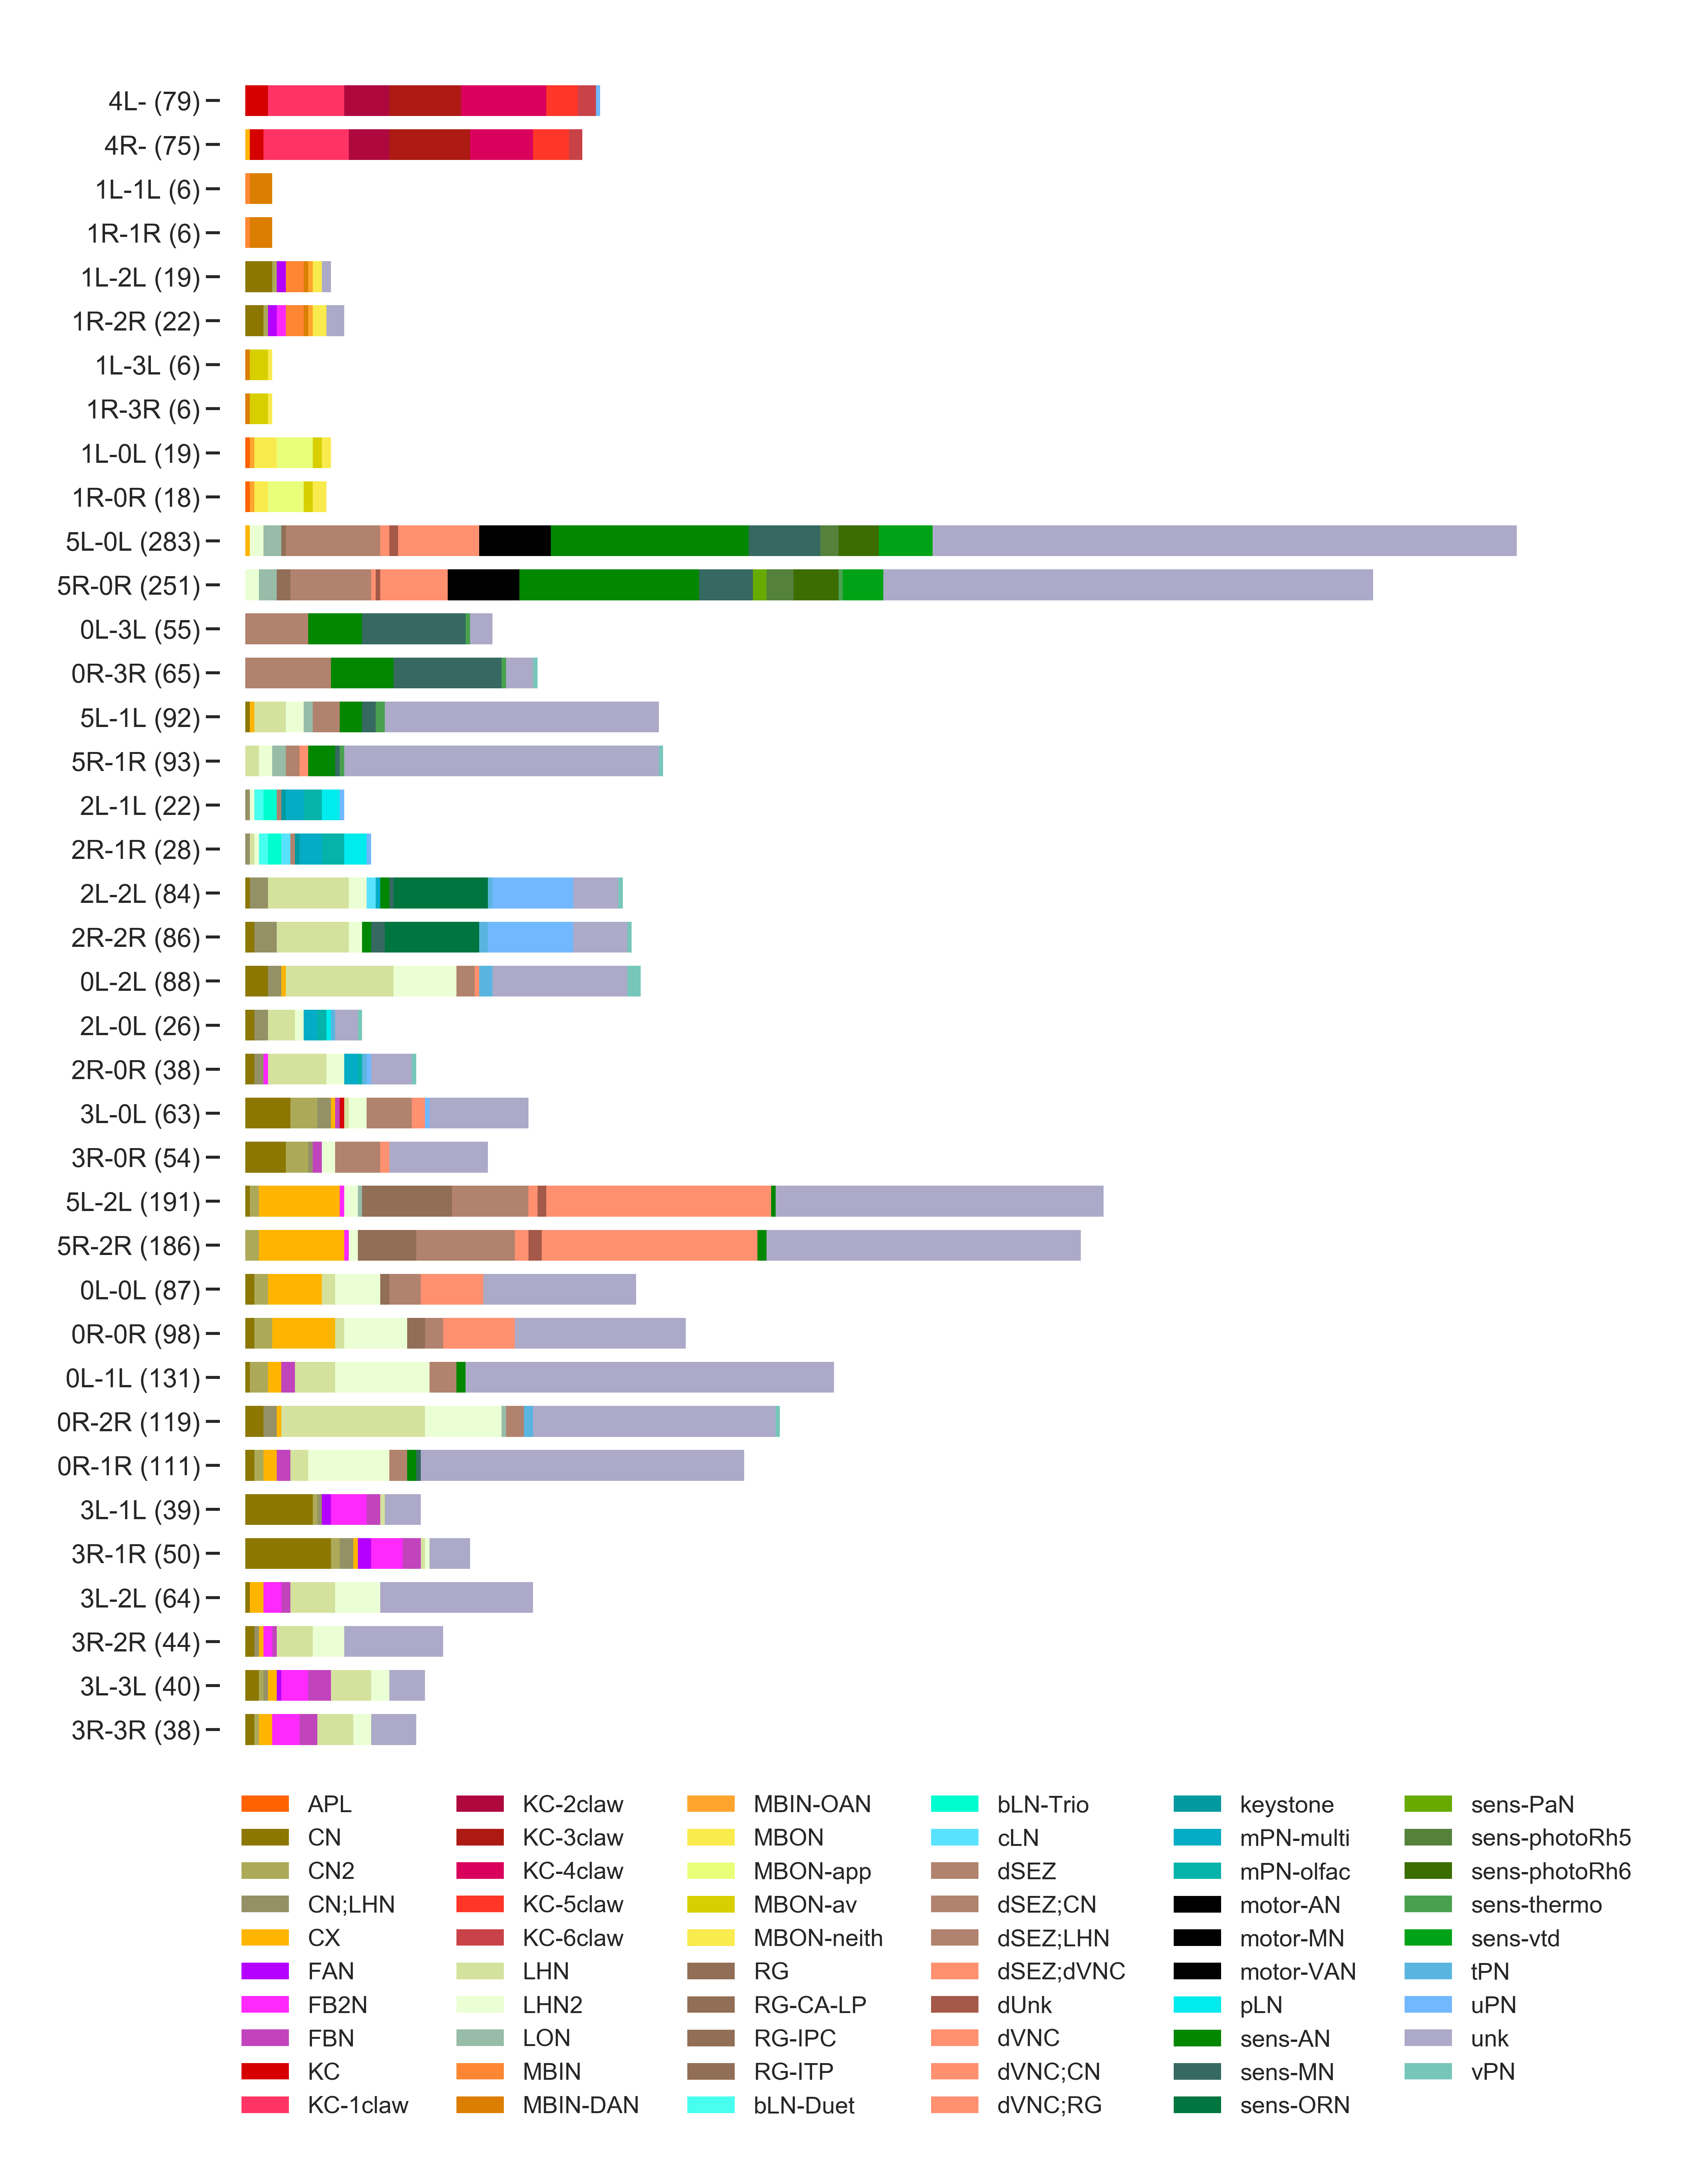 4L- (79)
4R- (75)
1L-1L (6)
1R-1R (6)
1L-2L (19)
1R-2R (22)
1L-3L (6)
1R-3R (6)
1L-0L (19)
1R-0R (18)
5L-0L (283)
5R-0R (251)
0L-3L (55)
0R-3R (65)
5L-1L (92)
5R-1R (93)
2L-1L (22)
2R-1R (28)
2L-2L (84)
2R-2R (86)
0L-2L (88)
2L-0L (26)
2R-0R (38)
3L-0L (63)
3R-0R (54)
5L-2L (191)
5R-2R (186)
0L-0L (87)
0R-0R (98)
0L-1L (131)
0R-2R (119)
0R-1R (111)
3L-1L (39)
3R-1R (50)
3L-2L (64)
3R-2R (44)
3L-3L (40)
3R-3R (38)
APL
CN
CN2
CN;LHN
CX
FAN
FB2N
FBN
KC
KC-1claw
KC-2claw
KC-3claw
KC-4claw
KC-5claw
KC-6claw
LHN
LHN2
LON
MBIN
MBIN-DAN
MBIN-OAN
MBON
MBON-app
MBON-av
MBON-neith
RG
RG-CA-LP
RG-IPC
RG-ITP
bLN-Duet
bLN-Trio
cLN
dSEZ
dSEZ;CN
dSEZ;LHN
dSEZ;dVNC
dUnk
dVNC
dVNC;CN
dVNC;RG
keystone
mPN-multi
mPN-olfac
motor-AN
motor-MN
motor-VAN
pLN
sens-AN
sens-MN
sens-ORN
sens-PaN
sens-photoRh5
sens-photoRh6
sens-thermo
sens-vtd
tPN
uPN
unk
vPN